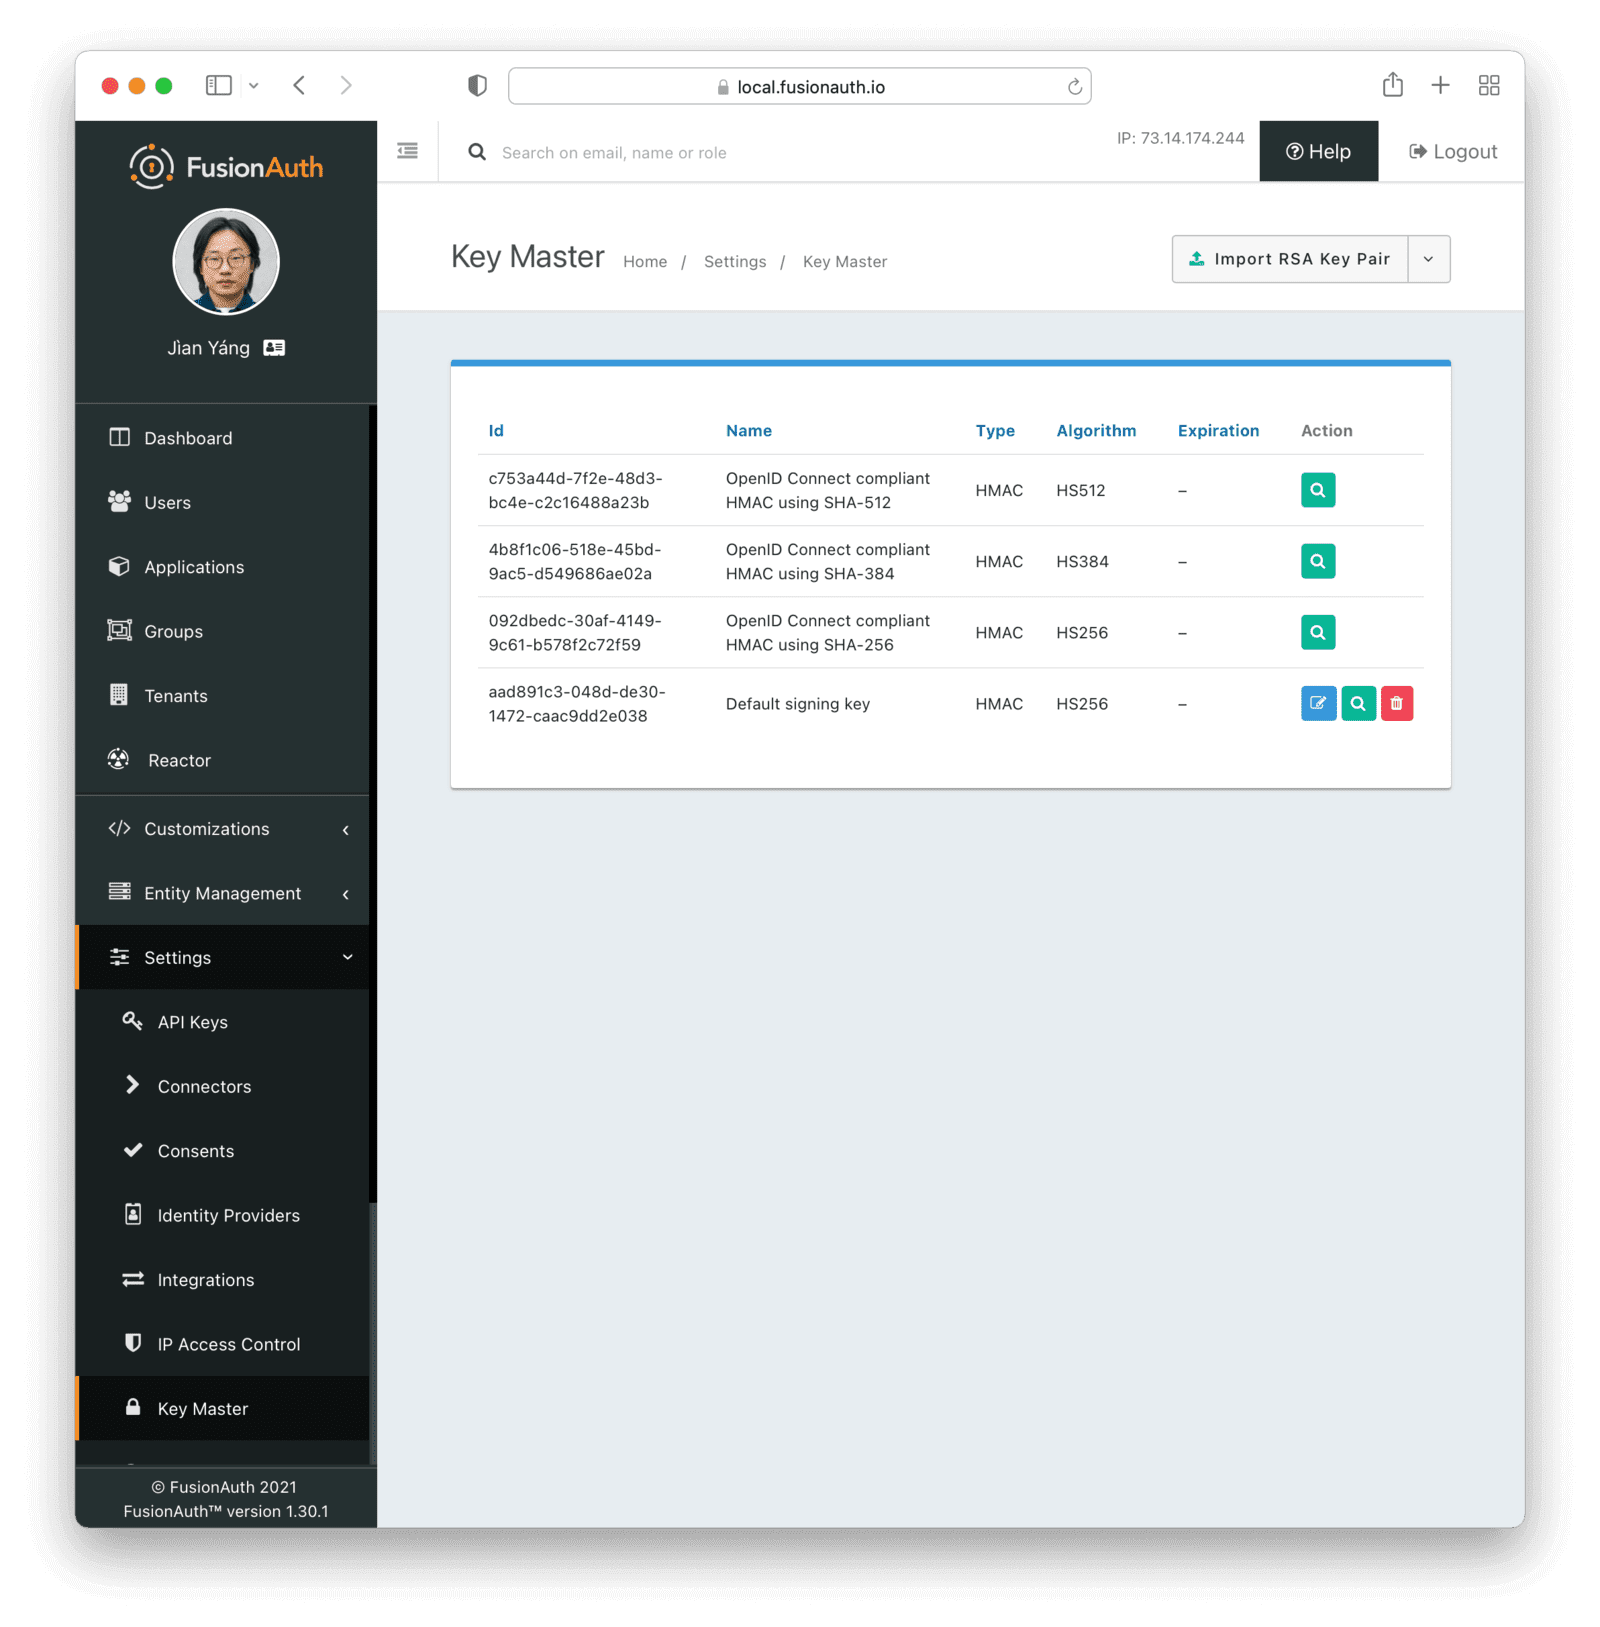 local.fusionauth.io
FusionAuth
Search on email, name or role
IP: 73.14.174.244
Help
Logout
Jìan Yáng
Key Master
Home / Settings / Key Master
Import RSA Key Pair
Dashboard
Users
Applications
Groups
Tenants
Reactor
Customizations
Entity Management
Settings
API Keys
Connectors
Consents
Identity Providers
Integrations
IP Access Control
Key Master
© FusionAuth 2021
FusionAuth™ version 1.30.1
Id Name Type Algorithm Expiration Action
c753a44d-7f2e-48d3-
bc4e-c2c16488a23b
OpenID Connect compliant
HMAC using SHA-512
HMAC HS512 –
4b8f1c06-518e-45bd-
9ac5-d549686ae02a
OpenID Connect compliant
HMAC using SHA-384
HMAC HS384 –
092dbedc-30af-4149-
9c61-b578f2c72f59
OpenID Connect compliant
HMAC using SHA-256
HMAC HS256 –
aad891c3-048d-de30-
1472-caac9dd2e038
Default signing key
HMAC HS256 –